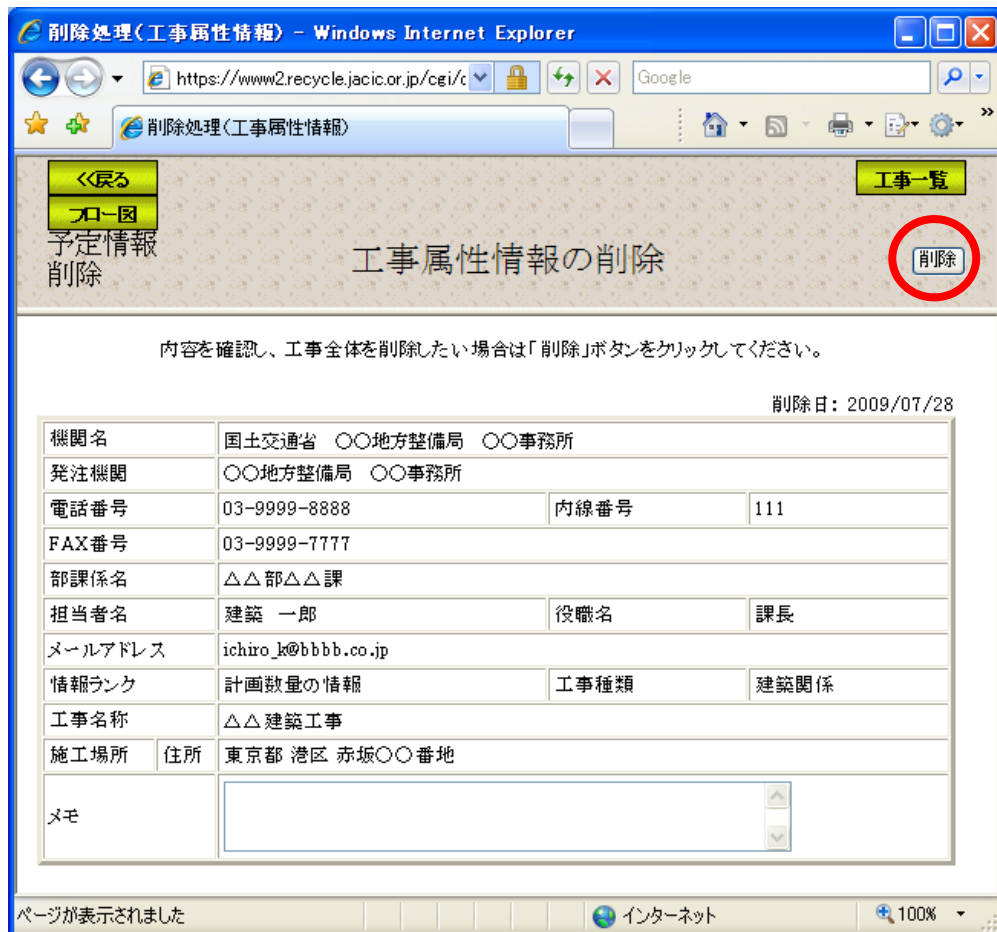 削除処理(工事属性情報) - Windows Internet Explorer
https://www2.recycle.jacic.or.jp/cgi/c
Google
削除処理(工事属性情報)
<<戻る
工事一覧
フロー図
予定情報
削除
工事属性情報の削除
削除
内容を確認し、工事全体を削除したい場合は「削除」ボタンをクリックしてください。
削除日: 2009/07/28
機関名 国土交通省 〇〇地方整備局 〇〇事務所
発注機関 〇〇地方整備局 〇〇事務所
電話番号 03-9999-8888 内線番号 111
FAX番号 03-9999-7777
部課係名 △△部△△課
担当者名 建築 一郎 役職名 課長
メールアドレス ichiro_k@bbbb.co.jp
情報ランク 計画数量の情報 工事種類 建築関係
工事名称 △△建築工事
施工場所 住所 東京都 港区 赤坂〇〇番地
メモ
ページが表示されました インターネット 100%